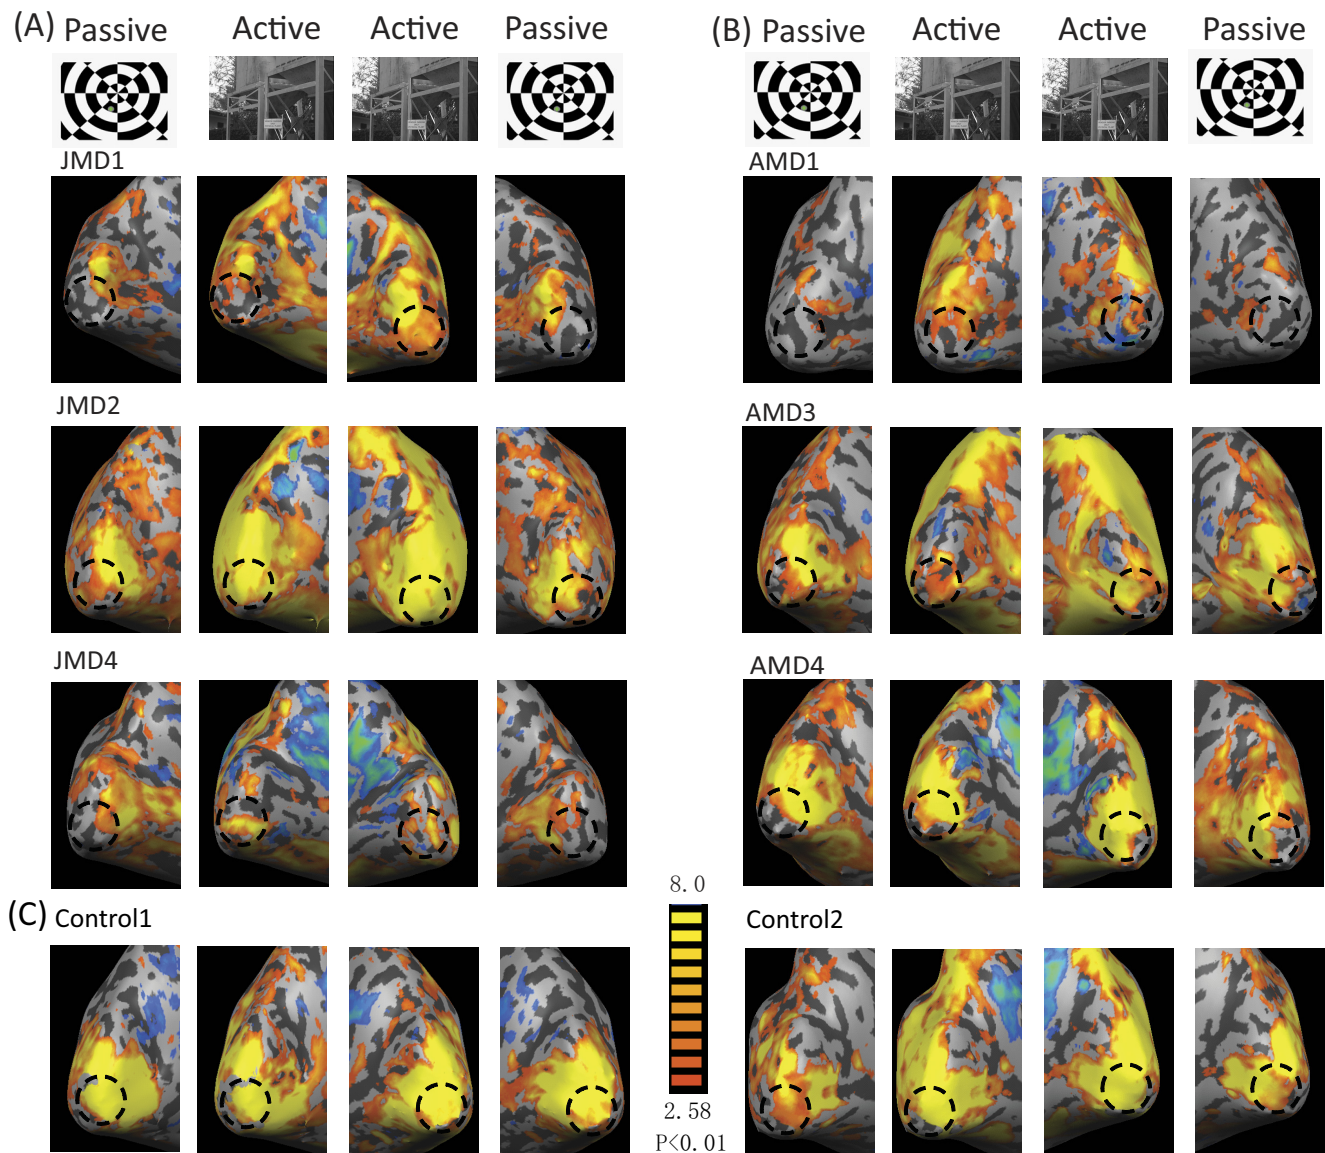 (A) Passive Active Active Passive (B) Passive Active Active Passive
JMD1 AMD1
JMD2 AMD3
JMD4 AMD4
(C) Control1 Control2
8.0
2.58
P<0.01